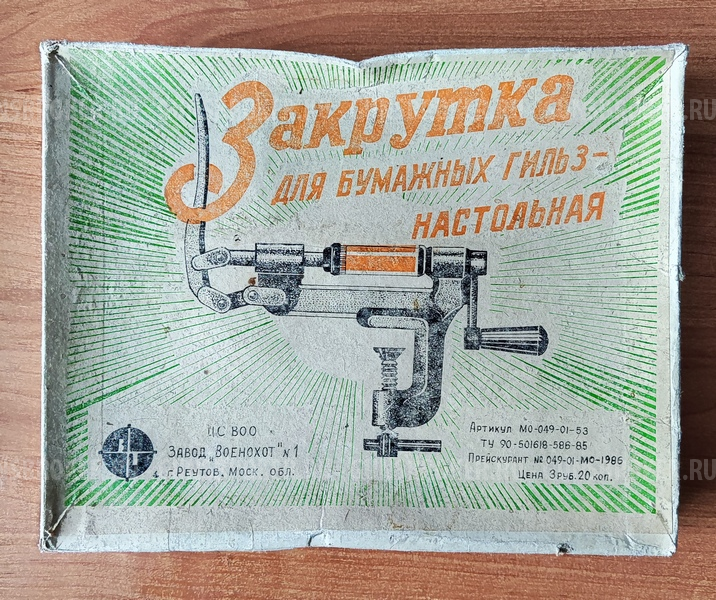 Закрутка
ДЛЯ БУМАЖНЫХ ГИЛЬЗ-
НАСТОЛЬНАЯ
ЦС ВОО
ЗАВОД „ВОЕНОХОТ" №1
г. РЕУТОВ, МОСК. ОБЛ.
АРТИКУЛ МО-049-01-53
ТУ 90-501618-586-85
ПРЕЙСКУРАНТ № 049-01-МО-1986
ЦЕНА 3 РУБ. 20 КОП.